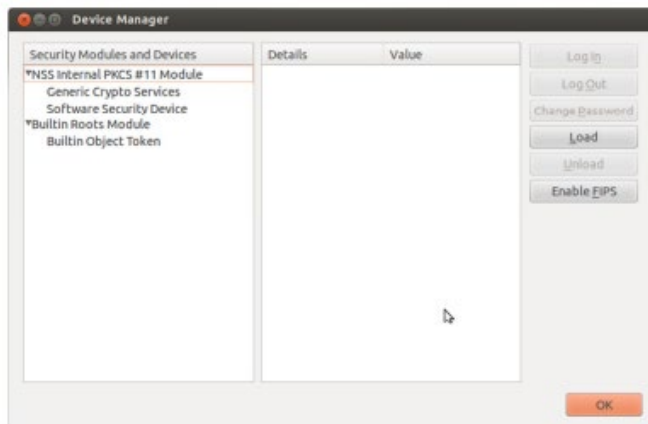 Device Manager
Security Modules and Devices
NSS Internal PKCS #11 Module
Generic Crypto Services
Software Security Device
Builtin Roots Module
Builtin Object Token
Details Value
Log In
Log Out
Change Password
Load
Unload
Enable FIPS
OK